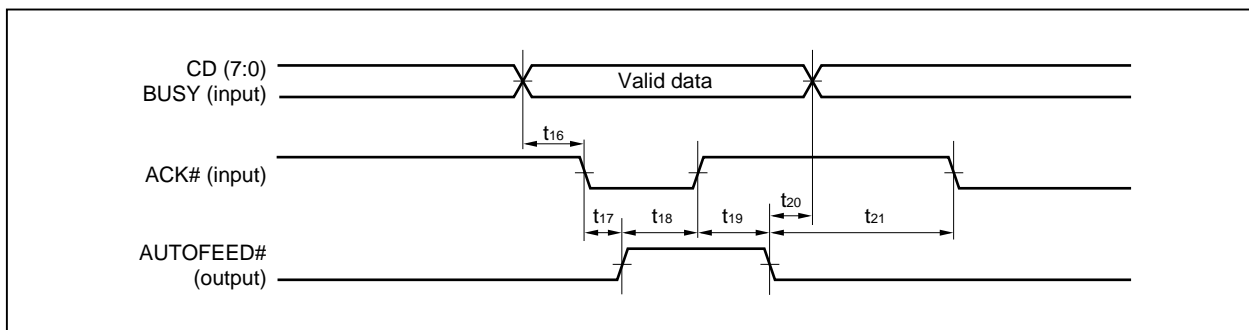 CD (7:0)
BUSY (input)
Valid data
t16
ACK# (input)
t17
t18
t19
t20
t21
AUTOFEED#
(output)